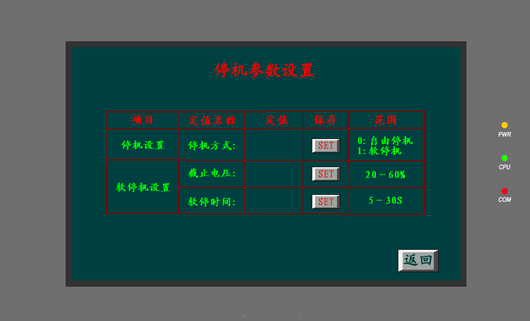 停机参数设置
项目 定值名称 定值 保存 范围
停机设置 停机方式: SET 0: 自由停机
1: 软停机
软停机设置 截止电压: SET 20~60%
软停时间: SET 5~30S
返回
PWR
CPU
COM